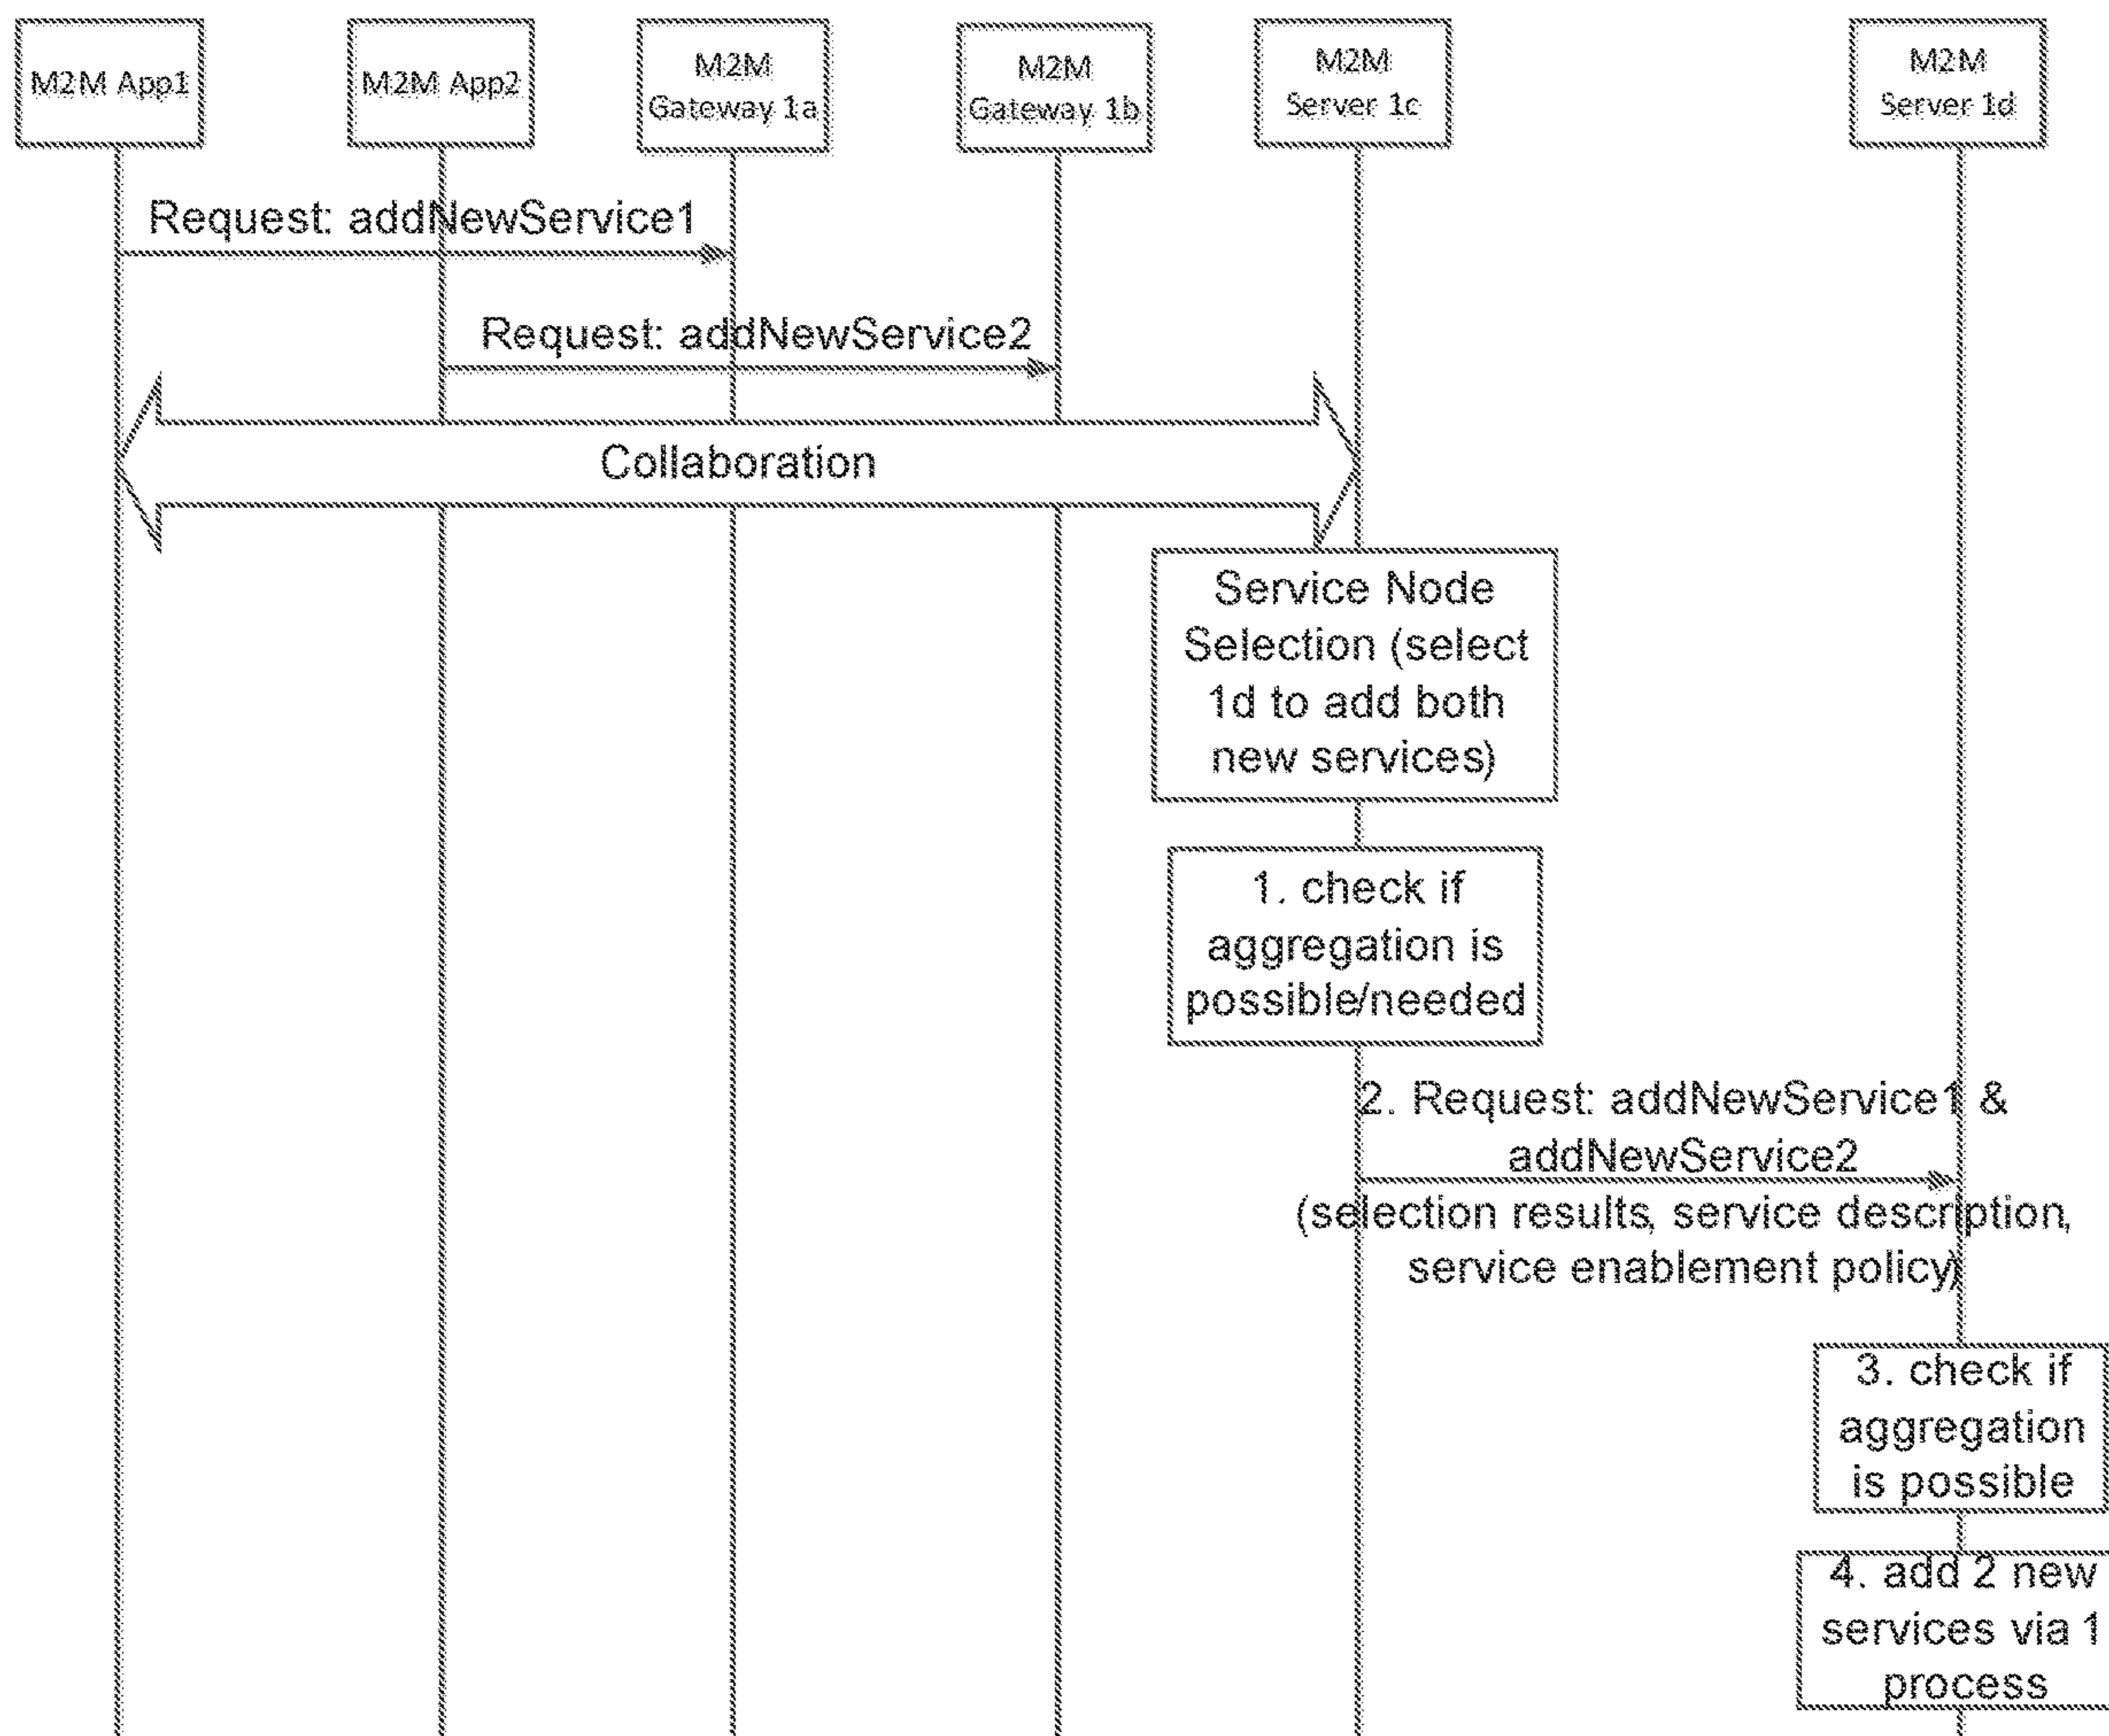 M2M App1
M2M App2
M2M
Gateway 1a
M2M
Gateway 1b
M2M
Server 1c
M2M
Server 1d
Request: addNewService1
Request: addNewService2
Collaboration
Service Node
Selection (select
1d to add both
new services)
1. check if
aggregation is
possible/needed
2. Request: addNewService1 &
addNewService2
(selection results, service description,
service enablement policy)
3. check if
aggregation
is possible
4. add 2 new
services via 1
process